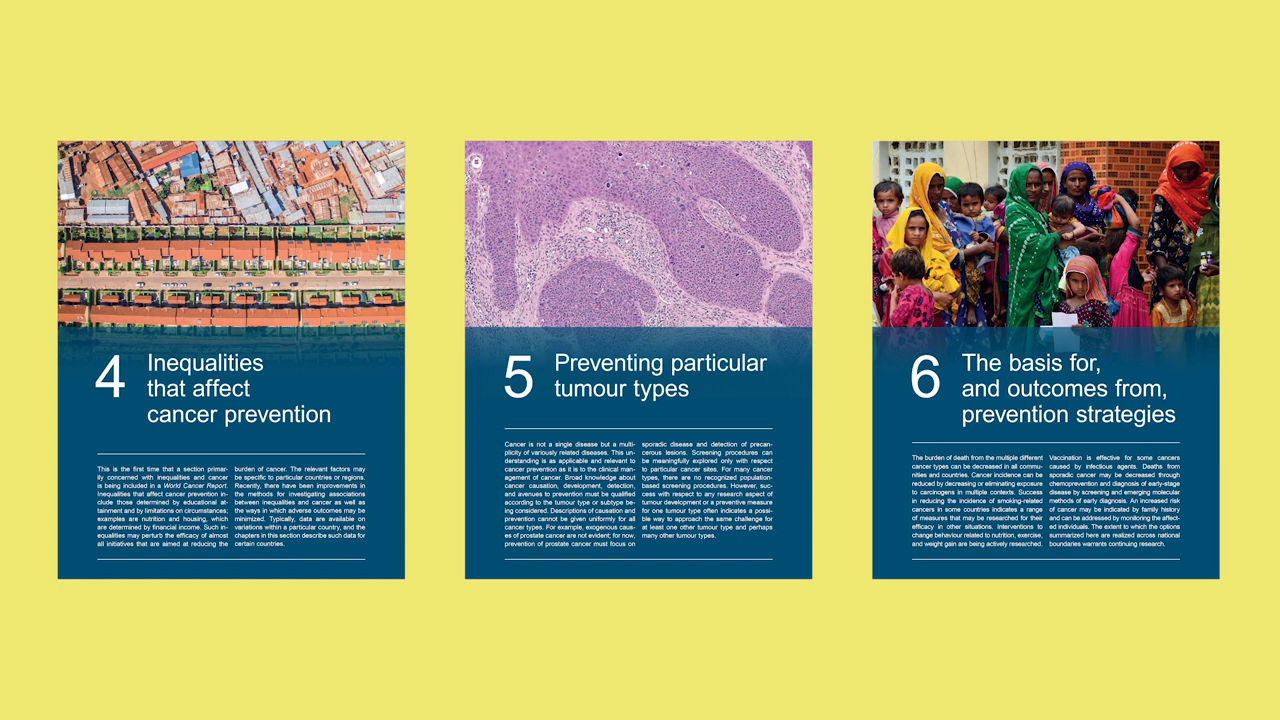 4
Inequalities
that affect
cancer prevention
This is the first time that a section primar-
ily concerned with inequalities and cancer
is being included in a World Cancer Report.
Inequalities that affect cancer prevention in-
clude those determined by educational at-
tainment and by limitations on circumstances;
examples are nutrition and housing, which
are determined by financial income. Such in-
equalities may perturb the efficacy of almost
all initiatives that are aimed at reducing the
burden of cancer. The relevant factors may
be specific to particular countries or regions.
Recently, there have been improvements in
the methods for investigating associations
between inequalities and cancer as well as
the ways in which adverse outcomes may be
minimized. Typically, data are available on
variations within a particular country, and the
chapters in this section describe such data for
certain countries.
5
Preventing particular
tumour types
Cancer is not a single disease but a multi-
plicity of variously related diseases. This un-
derstanding is as applicable and relevant to
cancer prevention as it is to the clinical man-
agement of cancer. Broad knowledge about
cancer causation, development, detection,
and avenues to prevention must be qualified
according to the tumour type or subtype be-
ing considered. Descriptions of causation and
prevention cannot be given uniformly for all
cancer types. For example, exogenous caus-
es of prostate cancer are not evident; for now,
prevention of prostate cancer must focus on
sporadic disease and detection of precan-
cerous lesions. Screening procedures can
be meaningfully explored only with respect
to particular cancer sites. For many cancer
types, there are no recognized population-
based screening procedures. However, suc-
cess with respect to any research aspect of
tumour development or a preventive measure
for one tumour type often indicates a possi-
ble way to approach the same challenge for
at least one other tumour type and perhaps
many other tumour types.
6
The basis for,
and outcomes from,
prevention strategies
The burden of death from the multiple different
cancer types can be decreased in all commu-
nities and countries. Cancer incidence can be
reduced by decreasing or eliminating exposure
to carcinogens in multiple contexts. Success
in reducing the incidence of smoking-related
cancers in some countries indicates a range
of measures that may be researched for their
efficacy in other situations. Interventions to
change behaviour related to nutrition, exercise,
and weight gain are being actively researched.
Vaccination is effective for some cancers
caused by infectious agents. Deaths from
sporadic cancer may be decreased through
chemoprevention and diagnosis of early-stage
disease by screening and emerging molecular
methods of early diagnosis. An increased risk
of cancer may be indicated by family history
and can be addressed by monitoring the affect-
ed individuals. The extent to which the options
summarized here are realized across national
boundaries warrants continuing research.